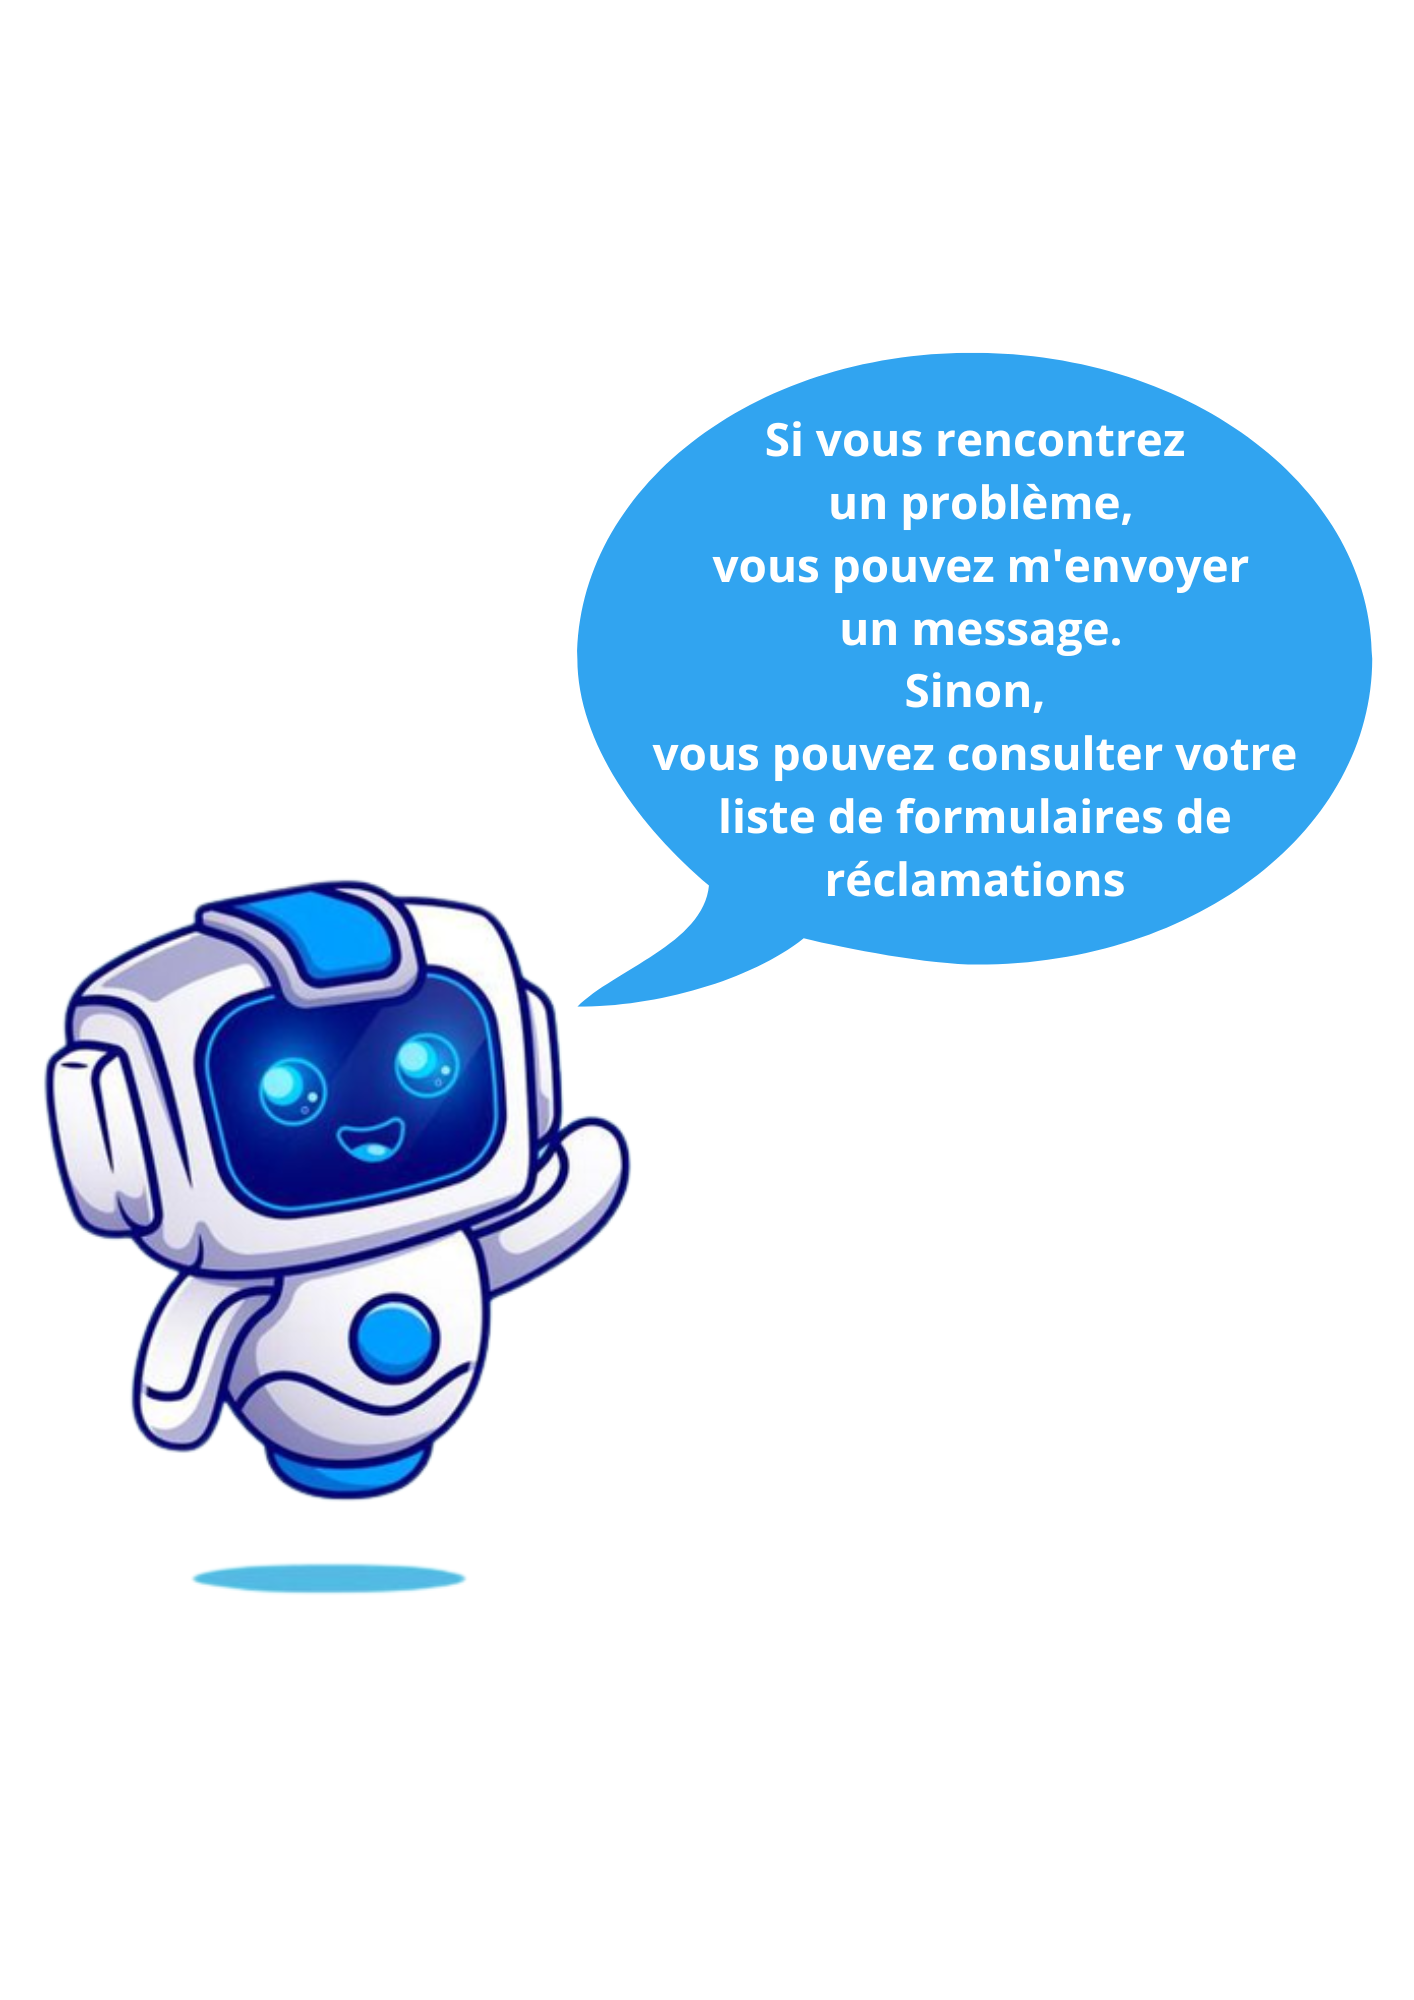 Si vous rencontrez
un problème,
vous pouvez m'envoyer
un message.
Sinon,
vous pouvez consulter votre
liste de formulaires de
réclamations